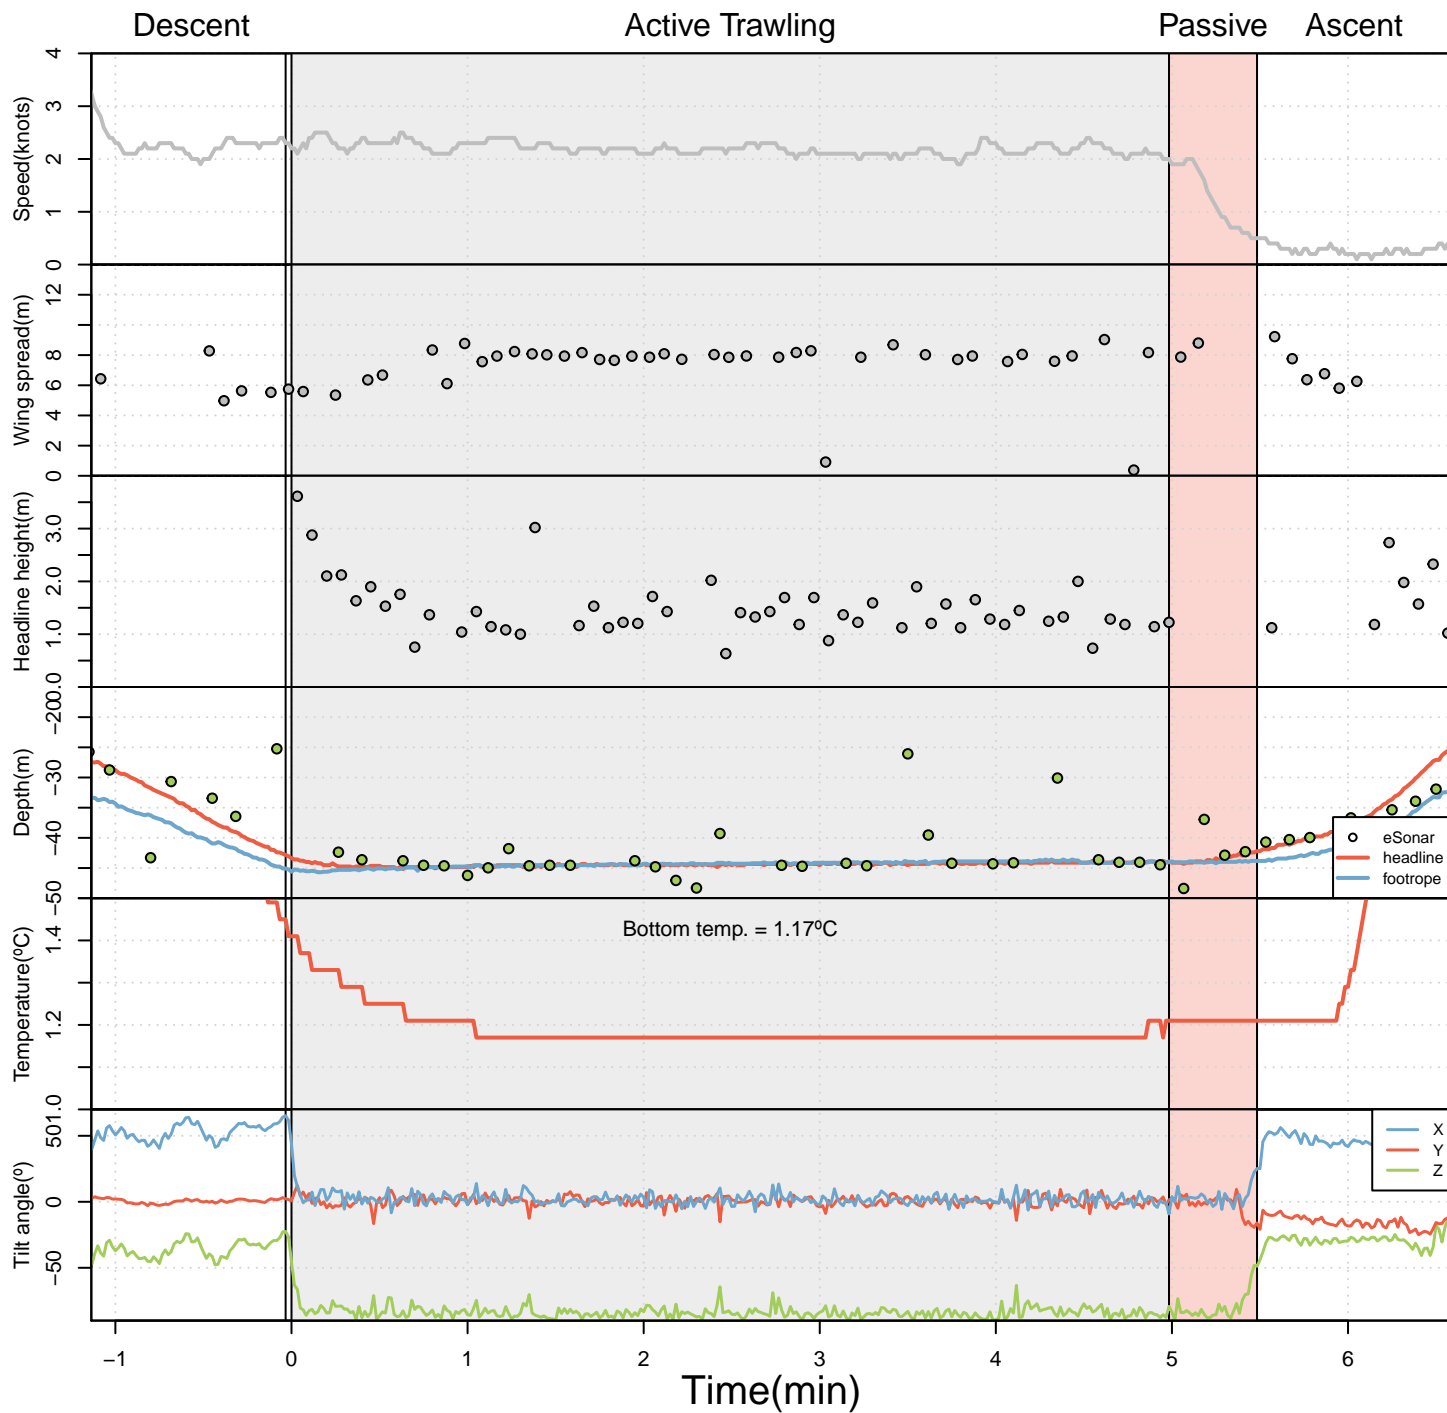 Descent Active Trawling Passive Ascent
Speed(knots)
4
3
2
1
0
Wing spread(m)
12
8
6
4
2
0
Headline height(m)
3.0
2.0
1.0
0.0
Depth(m)
−20
−30
−40
−50
eSonar
headline
footrope
Temperature(ºC)
1.4
1.2
1.0
Bottom temp. = 1.17ºC
Tilt angle(º)
50
0
−50
X
Y
Z
−1 0 1 2 3 4 5 6
Time(min)